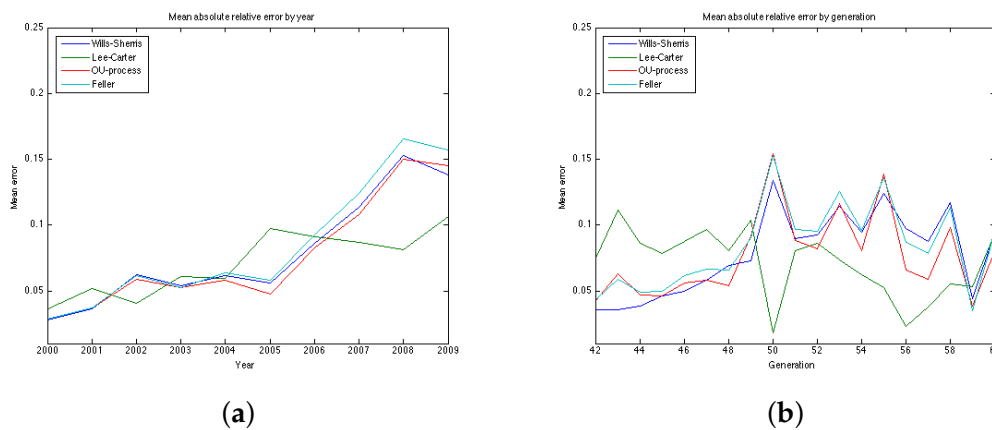 Mean absolute relative error by year
0.25
0.2
0.15
0.1
0.05
Mean error
Wills-Sherris
Lee-Carter
OU-process
Feller
2000 2001 2002 2003 2004 2005 2006 2007 2008 2009
Year
(a)
Mean absolute relative error by generation
0.25
0.2
0.15
0.1
0.05
Mean error
Wills-Sherris
Lee-Carter
OU-process
Feller
42 44 46 48 50 52 54 56 58
Generation
(b)